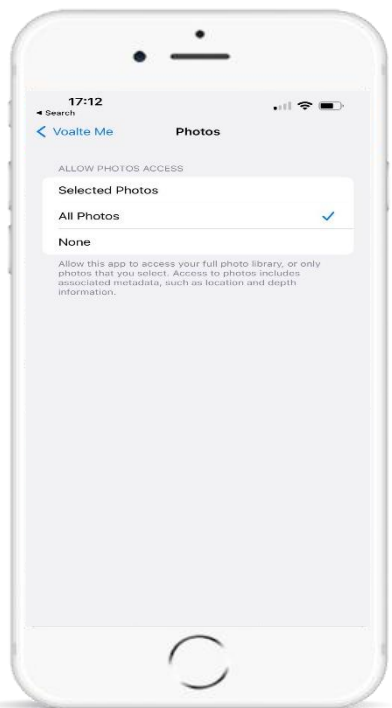 17:12
◄ Search
Voalte Me
Photos
ALLOW PHOTOS ACCESS
Selected Photos
All Photos
None
Allow this app to access your full photo library, or only
photos that you select. Access to photos includes
associated metadata, such as location and depth
information.